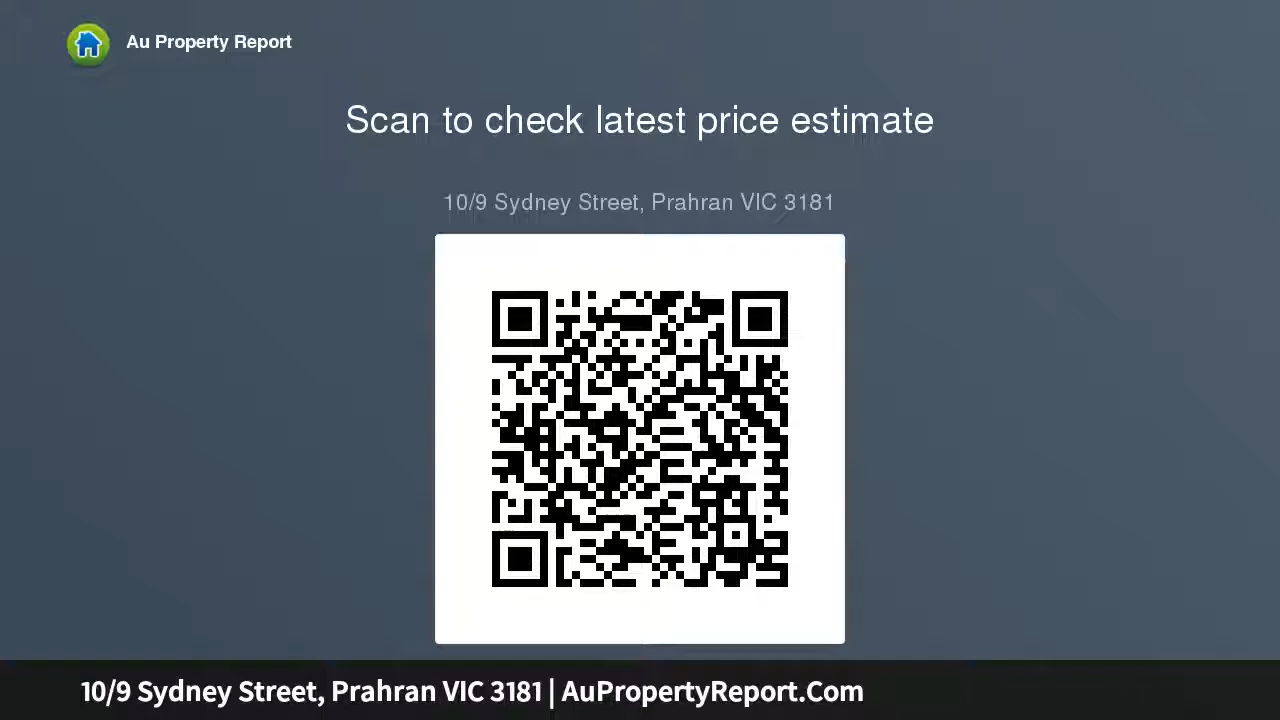 Au Property Report
Scan to check latest price estimate
10/9 Sydney Street, Prahran VIC 3181
10/9 Sydney Street, Prahran VIC 3181 | AuPropertyReport.Com